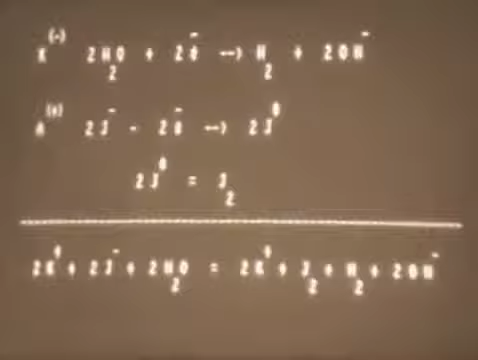 K(-) 2H₂O + 2ē --> H₂ + 2OH⁻
A(+) 2J⁻ - 2ē --> 2J⁰
2J⁰ = J₂
2K⁺ + 2J⁻ + 2H₂O = 2K⁺ + J₂ + H₂ + 2OH⁻